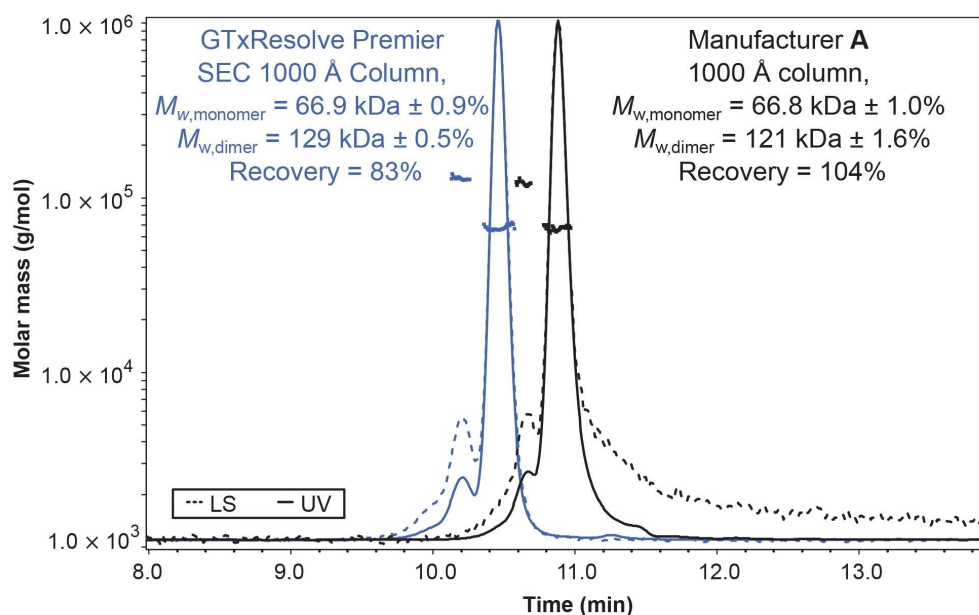 GTxResolve Premier
SEC 1000 Å Column,
Mw,monomer = 66.9 kDa ± 0.9%
Mw,dimer = 129 kDa ± 0.5%
Recovery = 83%
Manufacturer A
1000 Å column,
Mw,monomer = 66.8 kDa ± 1.0%
Mw,dimer = 121 kDa ± 1.6%
Recovery = 104%
Molar mass (g/mol)
1.0 × 10⁶
1.0 × 10⁵
1.0 × 10⁴
1.0 × 10³
LS UV
8.0 9.0 10.0 11.0 12.0 13.0
Time (min)